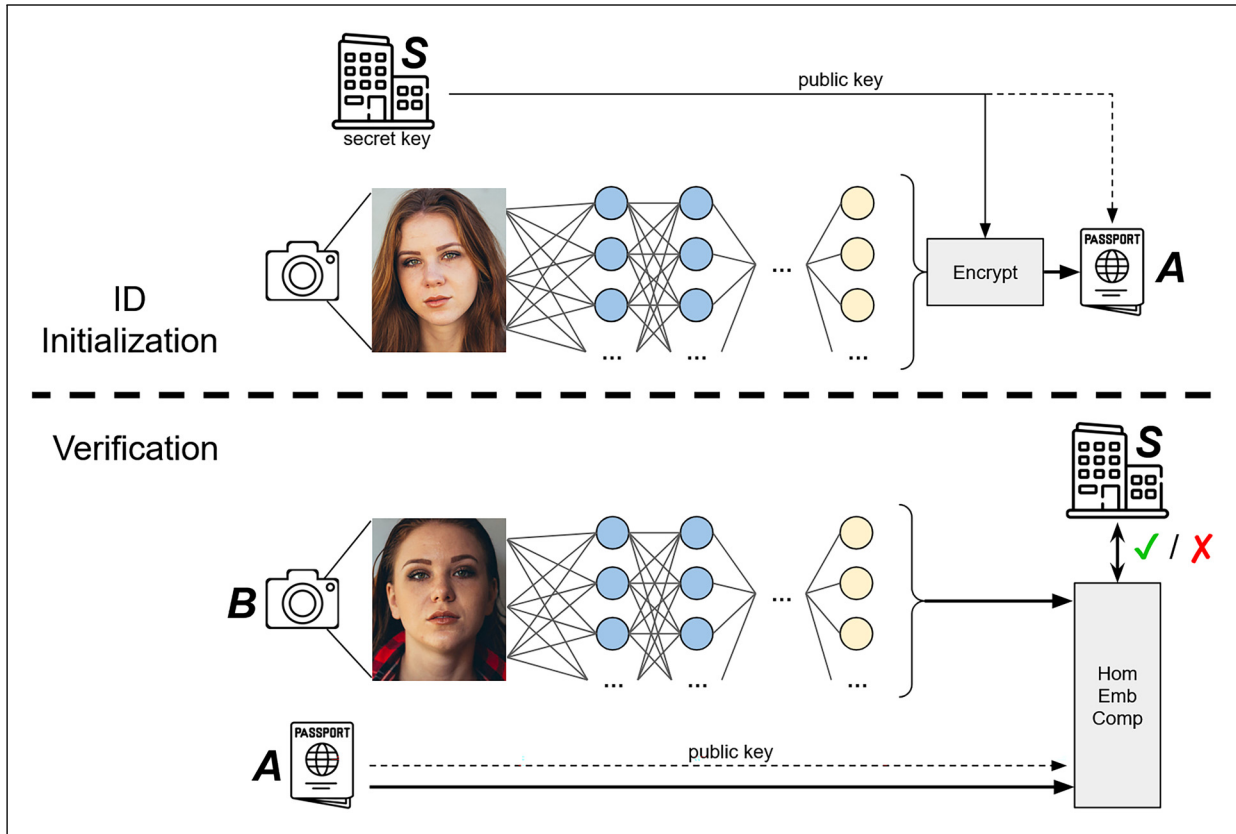 S
public key
secret key
PASSPORT
...
Encrypt
A
ID
Initialization
... ... ...
Verification
S
✓ / ✗
B
...
... ... ...
Hom
Emb
Comp
PASSPORT
public key
A